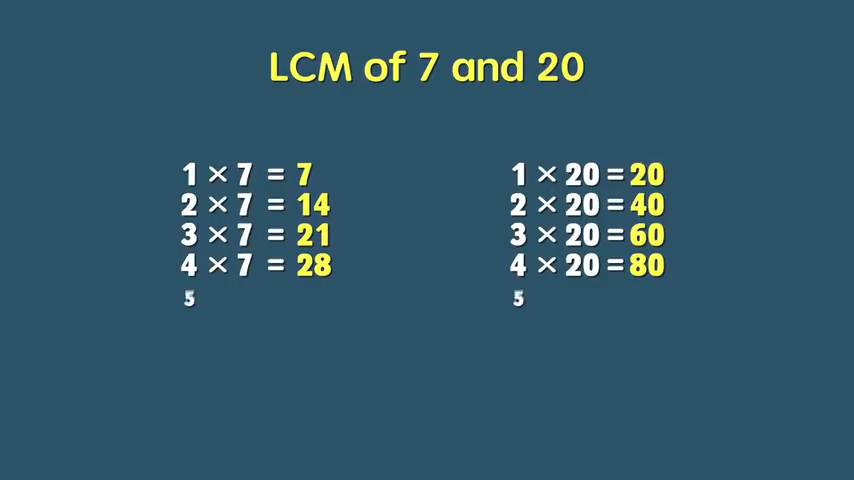 LCM of 7 and 20
1 × 7 = 7
2 × 7 = 14
3 × 7 = 21
4 × 7 = 28
5
1 × 20 = 20
2 × 20 = 40
3 × 20 = 60
4 × 20 = 80
5